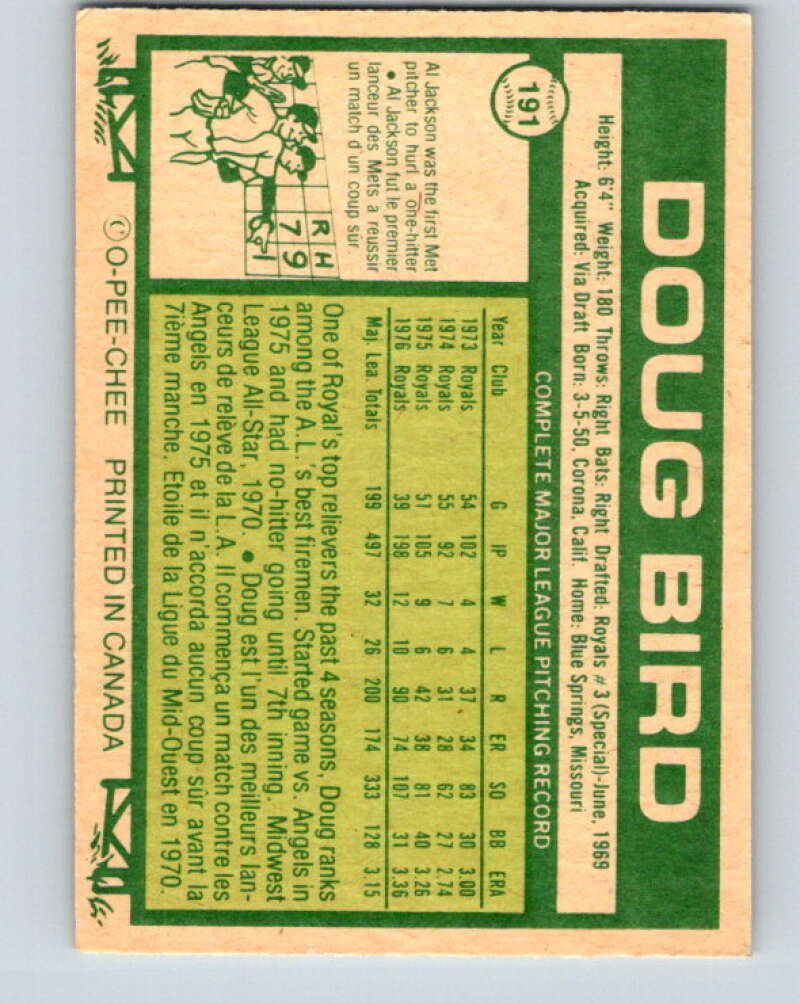 DOUG BIRD
Height: 6'4" Weight: 180 Throws: Right Bats: Right Drafted: Royals #3 (Special)-June, 1969
Acquired: Via Draft Born: 3-5-50, Corona, Calif. Home: Blue Springs, Missouri
191
COMPLETE MAJOR LEAGUE PITCHING RECORD
Year Club G IP W L R ER SO BB ERA
1973 Royals 54 102 4 4 37 34 83 30 3.00
1974 Royals 55 92 7 6 31 28 62 27 2.74
1975 Royals 51 105 9 6 42 38 81 40 3.26
1976 Royals 39 198 12 10 90 74 107 31 3.36
Maj. Lea. Totals 199 497 32 26 200 174 333 128 3.15
Al Jackson was the first Met
pitcher to hurl a one-hitter
• Al Jackson fut le premier
lanceur des Mets à réussir
un match d'un coup sûr.
R H
7 9
1
One of Royal's top relievers the past 4 seasons, Doug ranks
among the A.L.'s best firemen. Started game vs. Angels in
1975 and had no-hitter going until 7th inning. Midwest
League All-Star, 1970. • Doug est l'un des meilleurs lan-
ceurs de relève de la L.A. Il commença un match contre les
Angels en 1975 et il n'accorda aucun coup sûr avant la
7ième manche. Etoile de la Ligue du Mid-Ouest en 1970.
© O-PEE-CHEE PRINTED IN CANADA